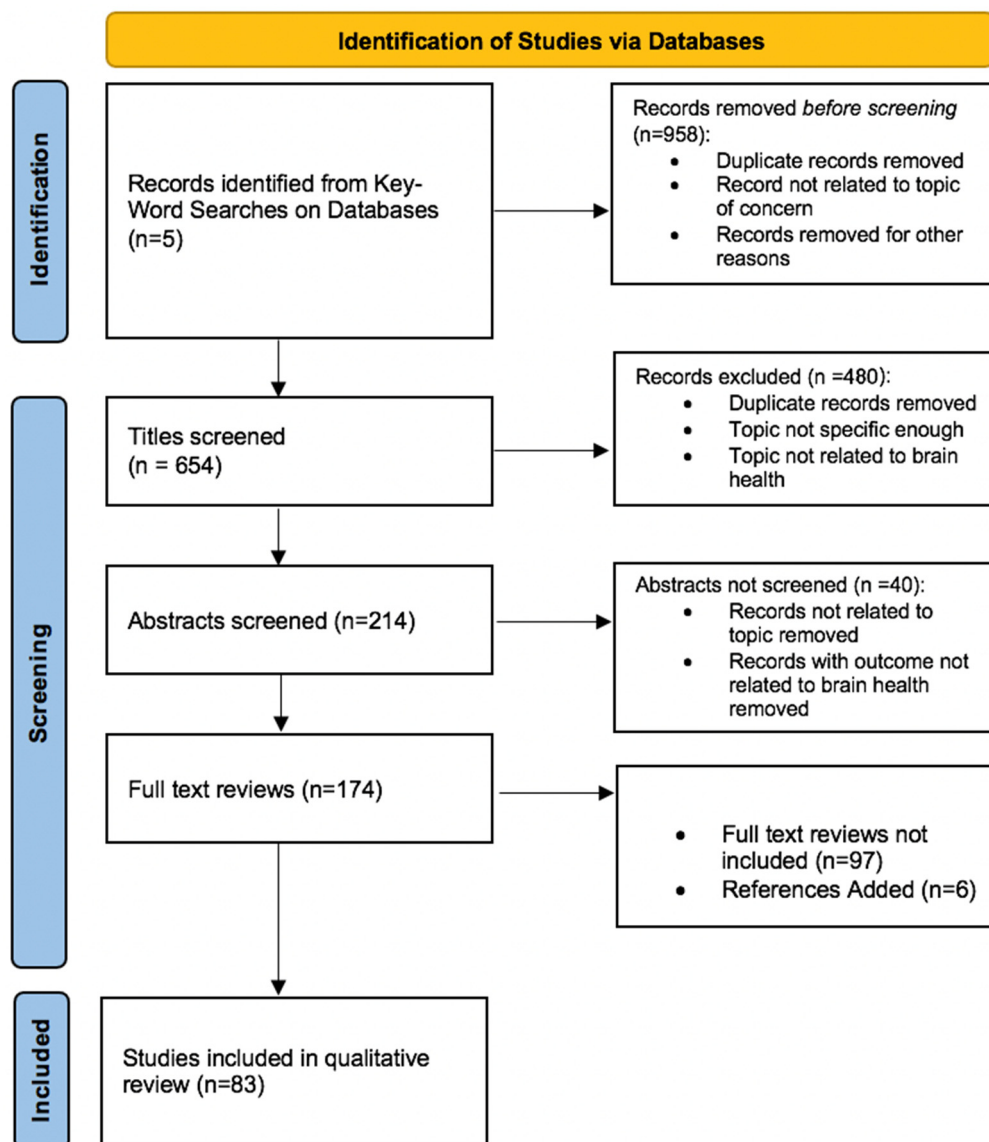 Identification of Studies via Databases
Identification
Records identified from Key-
Word Searches on Databases
(n=5)
Records removed before screening
(n=958):
• Duplicate records removed
• Record not related to topic
of concern
• Records removed for other
reasons
Screening
Titles screened
(n = 654)
Records excluded (n =480):
• Duplicate records removed
• Topic not specific enough
• Topic not related to brain
health
Abstracts screened (n=214)
Abstracts not screened (n =40):
• Records not related to
topic removed
• Records with outcome not
related to brain health
removed
Full text reviews (n=174)
• Full text reviews not
included (n=97)
• References Added (n=6)
Included
Studies included in qualitative
review (n=83)